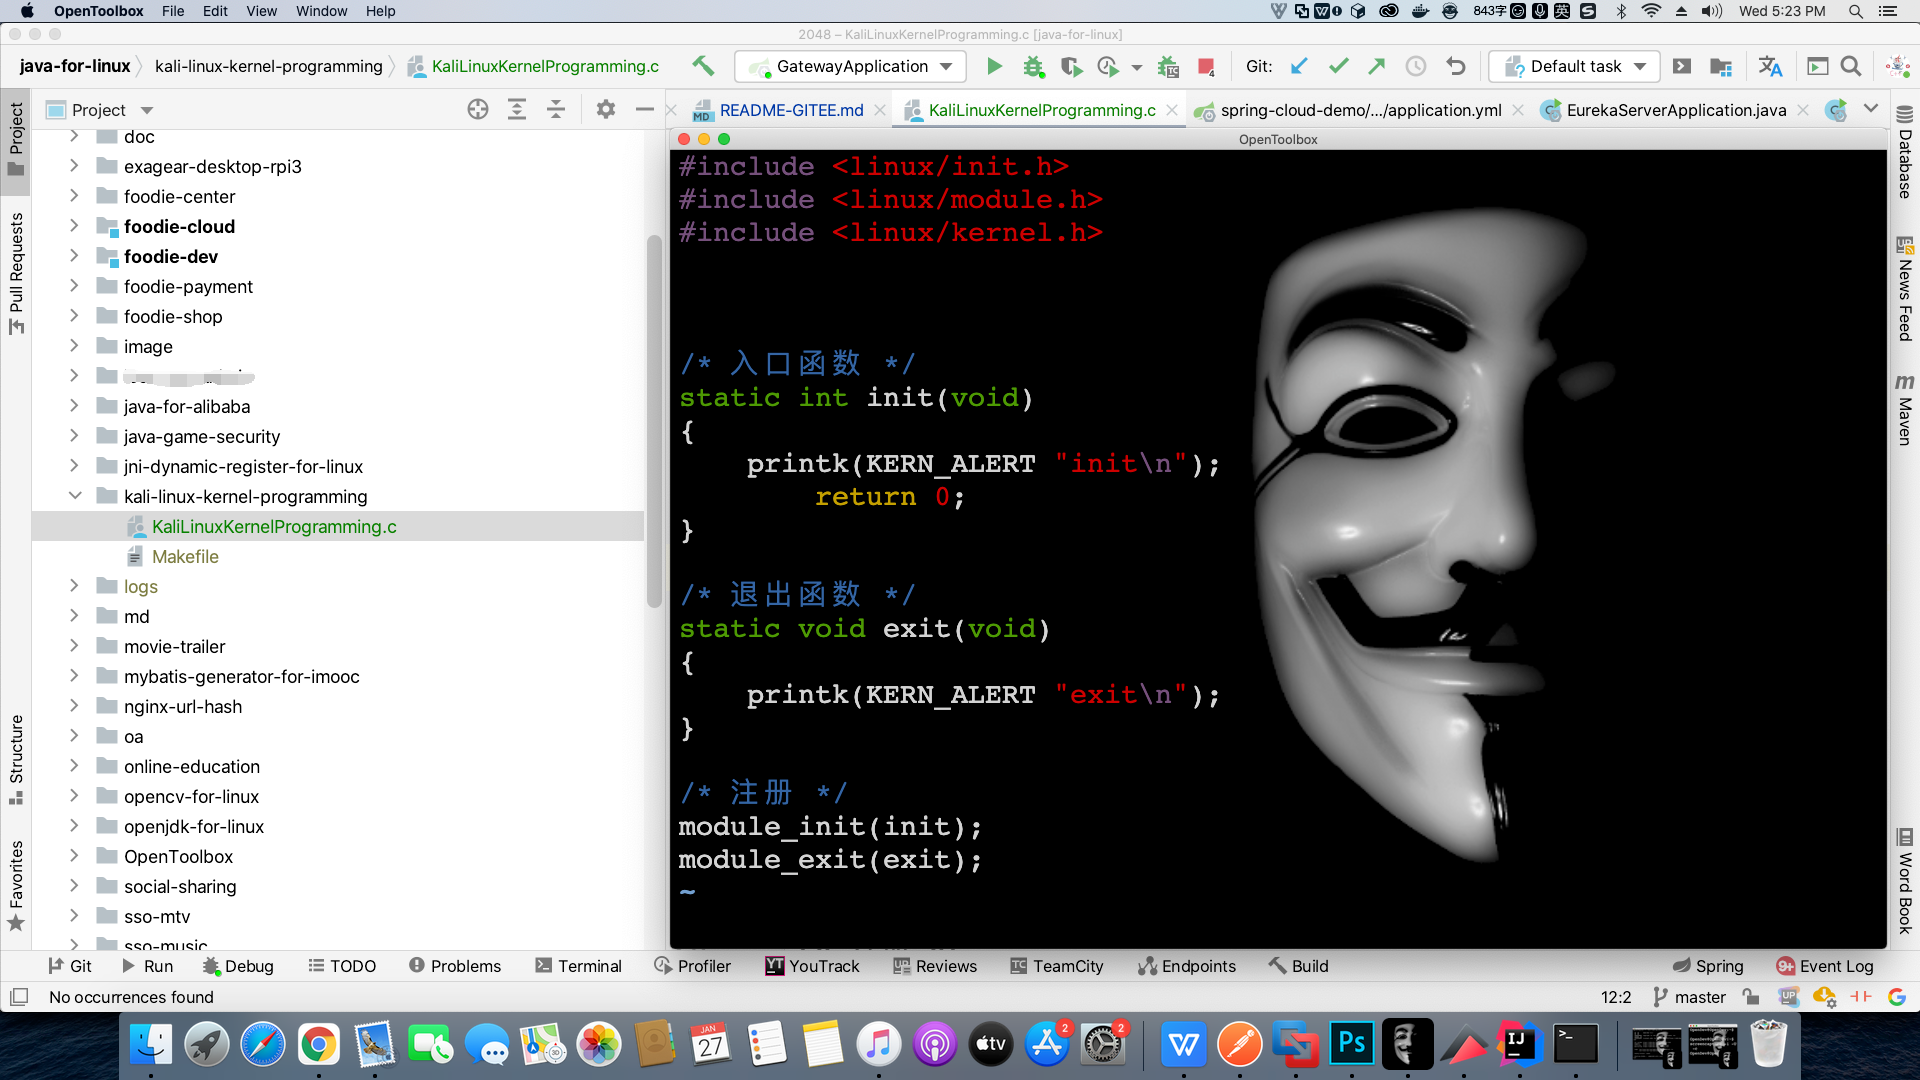 OpenToolbox File Edit View Window Help
843字 英 Wed 5:23 PM
2048 – KaliLinuxKernelProgramming.c [java-for-linux]
java-for-linux kali-linux-kernel-programming KaliLinuxKernelProgramming.c GatewayApplication Git: Default task
Project
README-GITEE.md KaliLinuxKernelProgramming.c spring-cloud-demo/.../application.yml EurekaServerApplication.java
Project
Pull Requests
Structure
Favorites
doc
exagear-desktop-rpi3
foodie-center
foodie-cloud
foodie-dev
foodie-payment
foodie-shop
image
java-for-alibaba
java-game-security
jni-dynamic-register-for-linux
kali-linux-kernel-programming
KaliLinuxKernelProgramming.c
Makefile
logs
md
movie-trailer
mybatis-generator-for-imooc
nginx-url-hash
oa
online-education
opencv-for-linux
openjdk-for-linux
OpenToolbox
social-sharing
sso-mtv
sso-music
OpenToolbox
#include <linux/init.h>
#include <linux/module.h>
#include <linux/kernel.h>
/* 入口函数 */
static int init(void)
{
printk(KERN_ALERT "init\n");
return 0;
}
/* 退出函数 */
static void exit(void)
{
printk(KERN_ALERT "exit\n");
}
/* 注册 */
module_init(init);
module_exit(exit);
~
Database
News Feed
Maven
Word Book
Git Run Debug TODO Problems Terminal Profiler YouTrack Reviews TeamCity Endpoints Build Spring 9+ Event Log
No occurrences found 12:2 master
JAN 27 tv 2 2 W Ps IJ